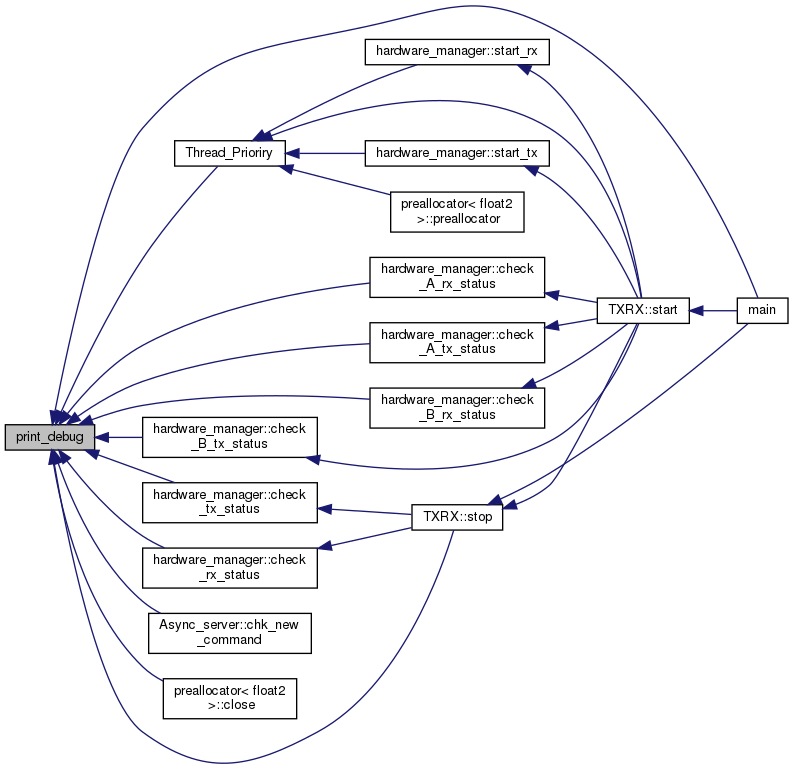 hardware_manager::start_rx
Thread_Prioriry
hardware_manager::start_tx
preallocator< float2
>::preallocator
hardware_manager::check
_A_rx_status
TXRX::start
main
hardware_manager::check
_A_tx_status
hardware_manager::check
_B_rx_status
print_debug
hardware_manager::check
_B_tx_status
hardware_manager::check
_tx_status
TXRX::stop
hardware_manager::check
_rx_status
Async_server::chk_new
_command
preallocator< float2
>::close